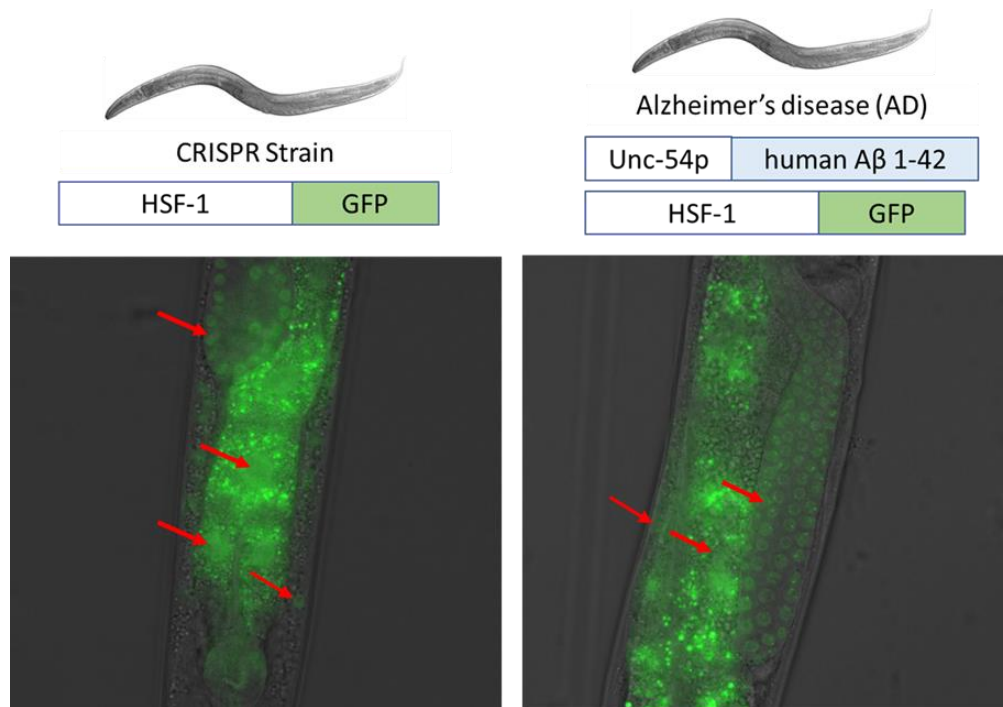 CRISPR Strain
HSF-1 GFP
Alzheimer’s disease (AD)
Unc-54p human Aβ 1-42
HSF-1 GFP